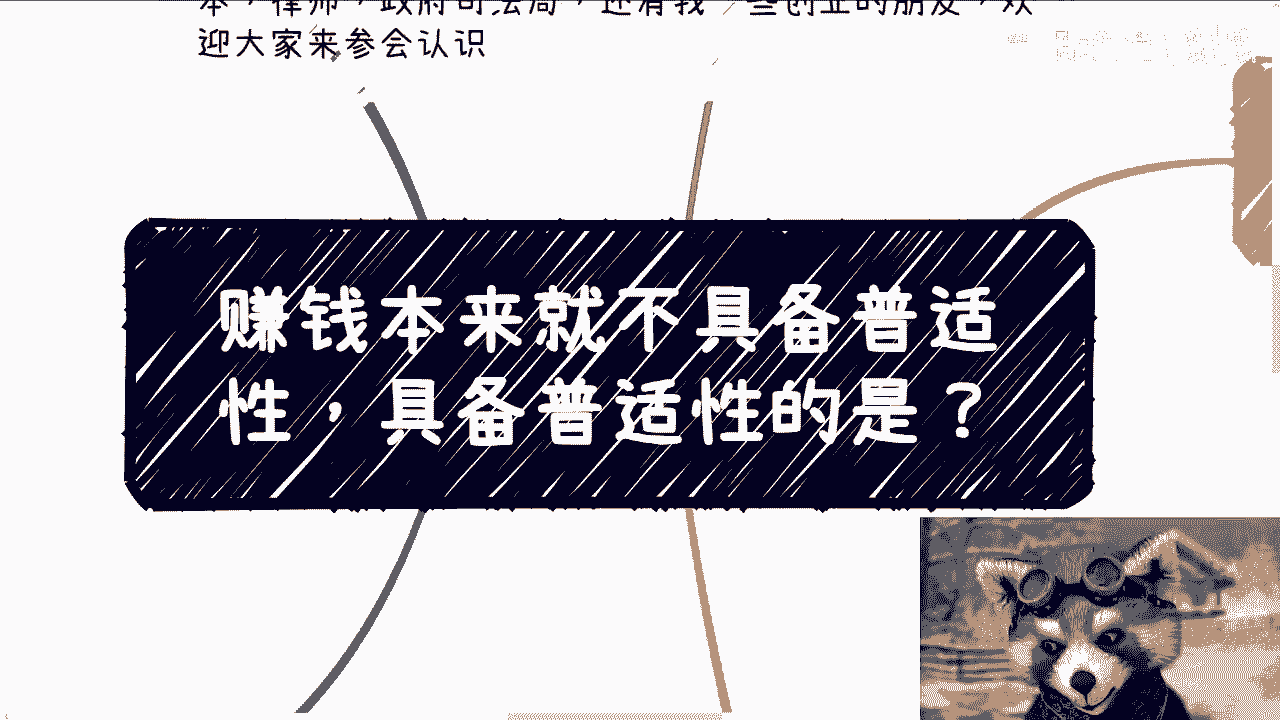 本，律师，政府司法局，还有我一些创业的朋友，欢
迎大家来参会认识
赚钱本来就不具备普适
性，具备普适性的是？